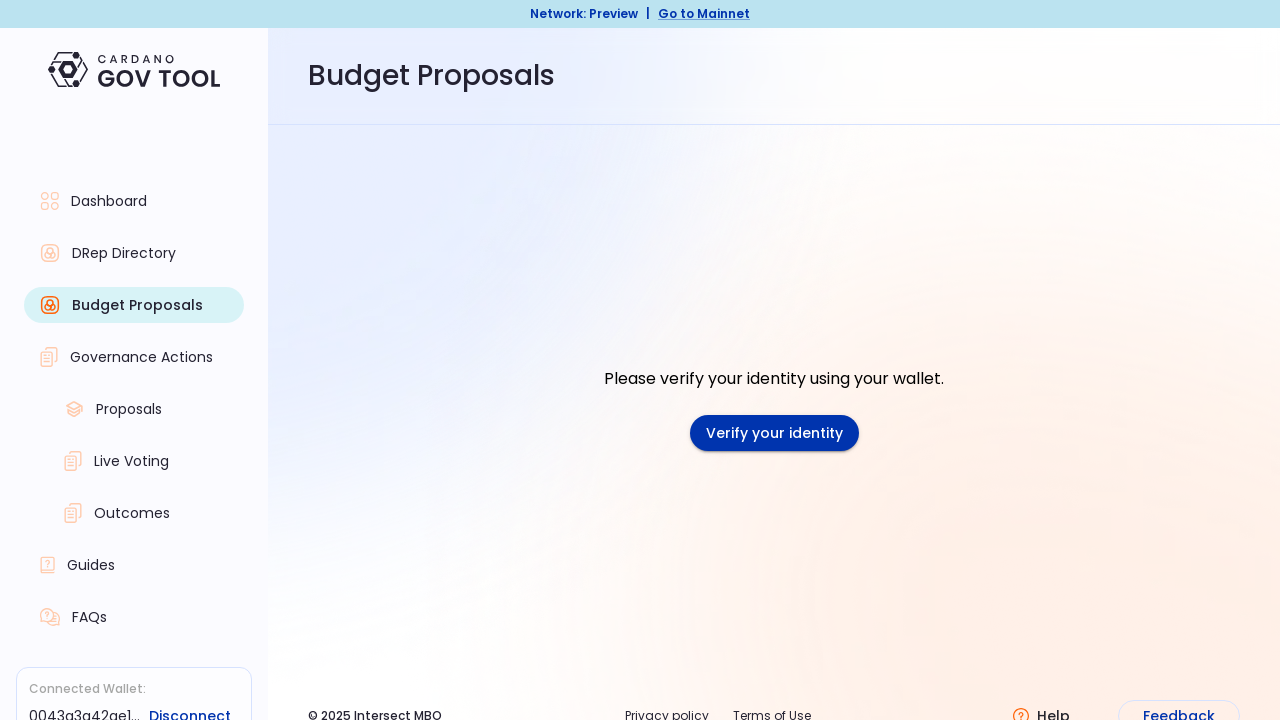 Network: Preview | Go to Mainnet
CARDANO
GOV TOOL
Budget Proposals
Dashboard
DRep Directory
Budget Proposals
Governance Actions
Proposals
Live Voting
Outcomes
Guides
FAQs
Please verify your identity using your wallet.
Verify your identity
Connected Wallet:
0043a3a42ae1... Disconnect
© 2025 Intersect MBO
Privacy policy
Terms of Use
Help
Feedback